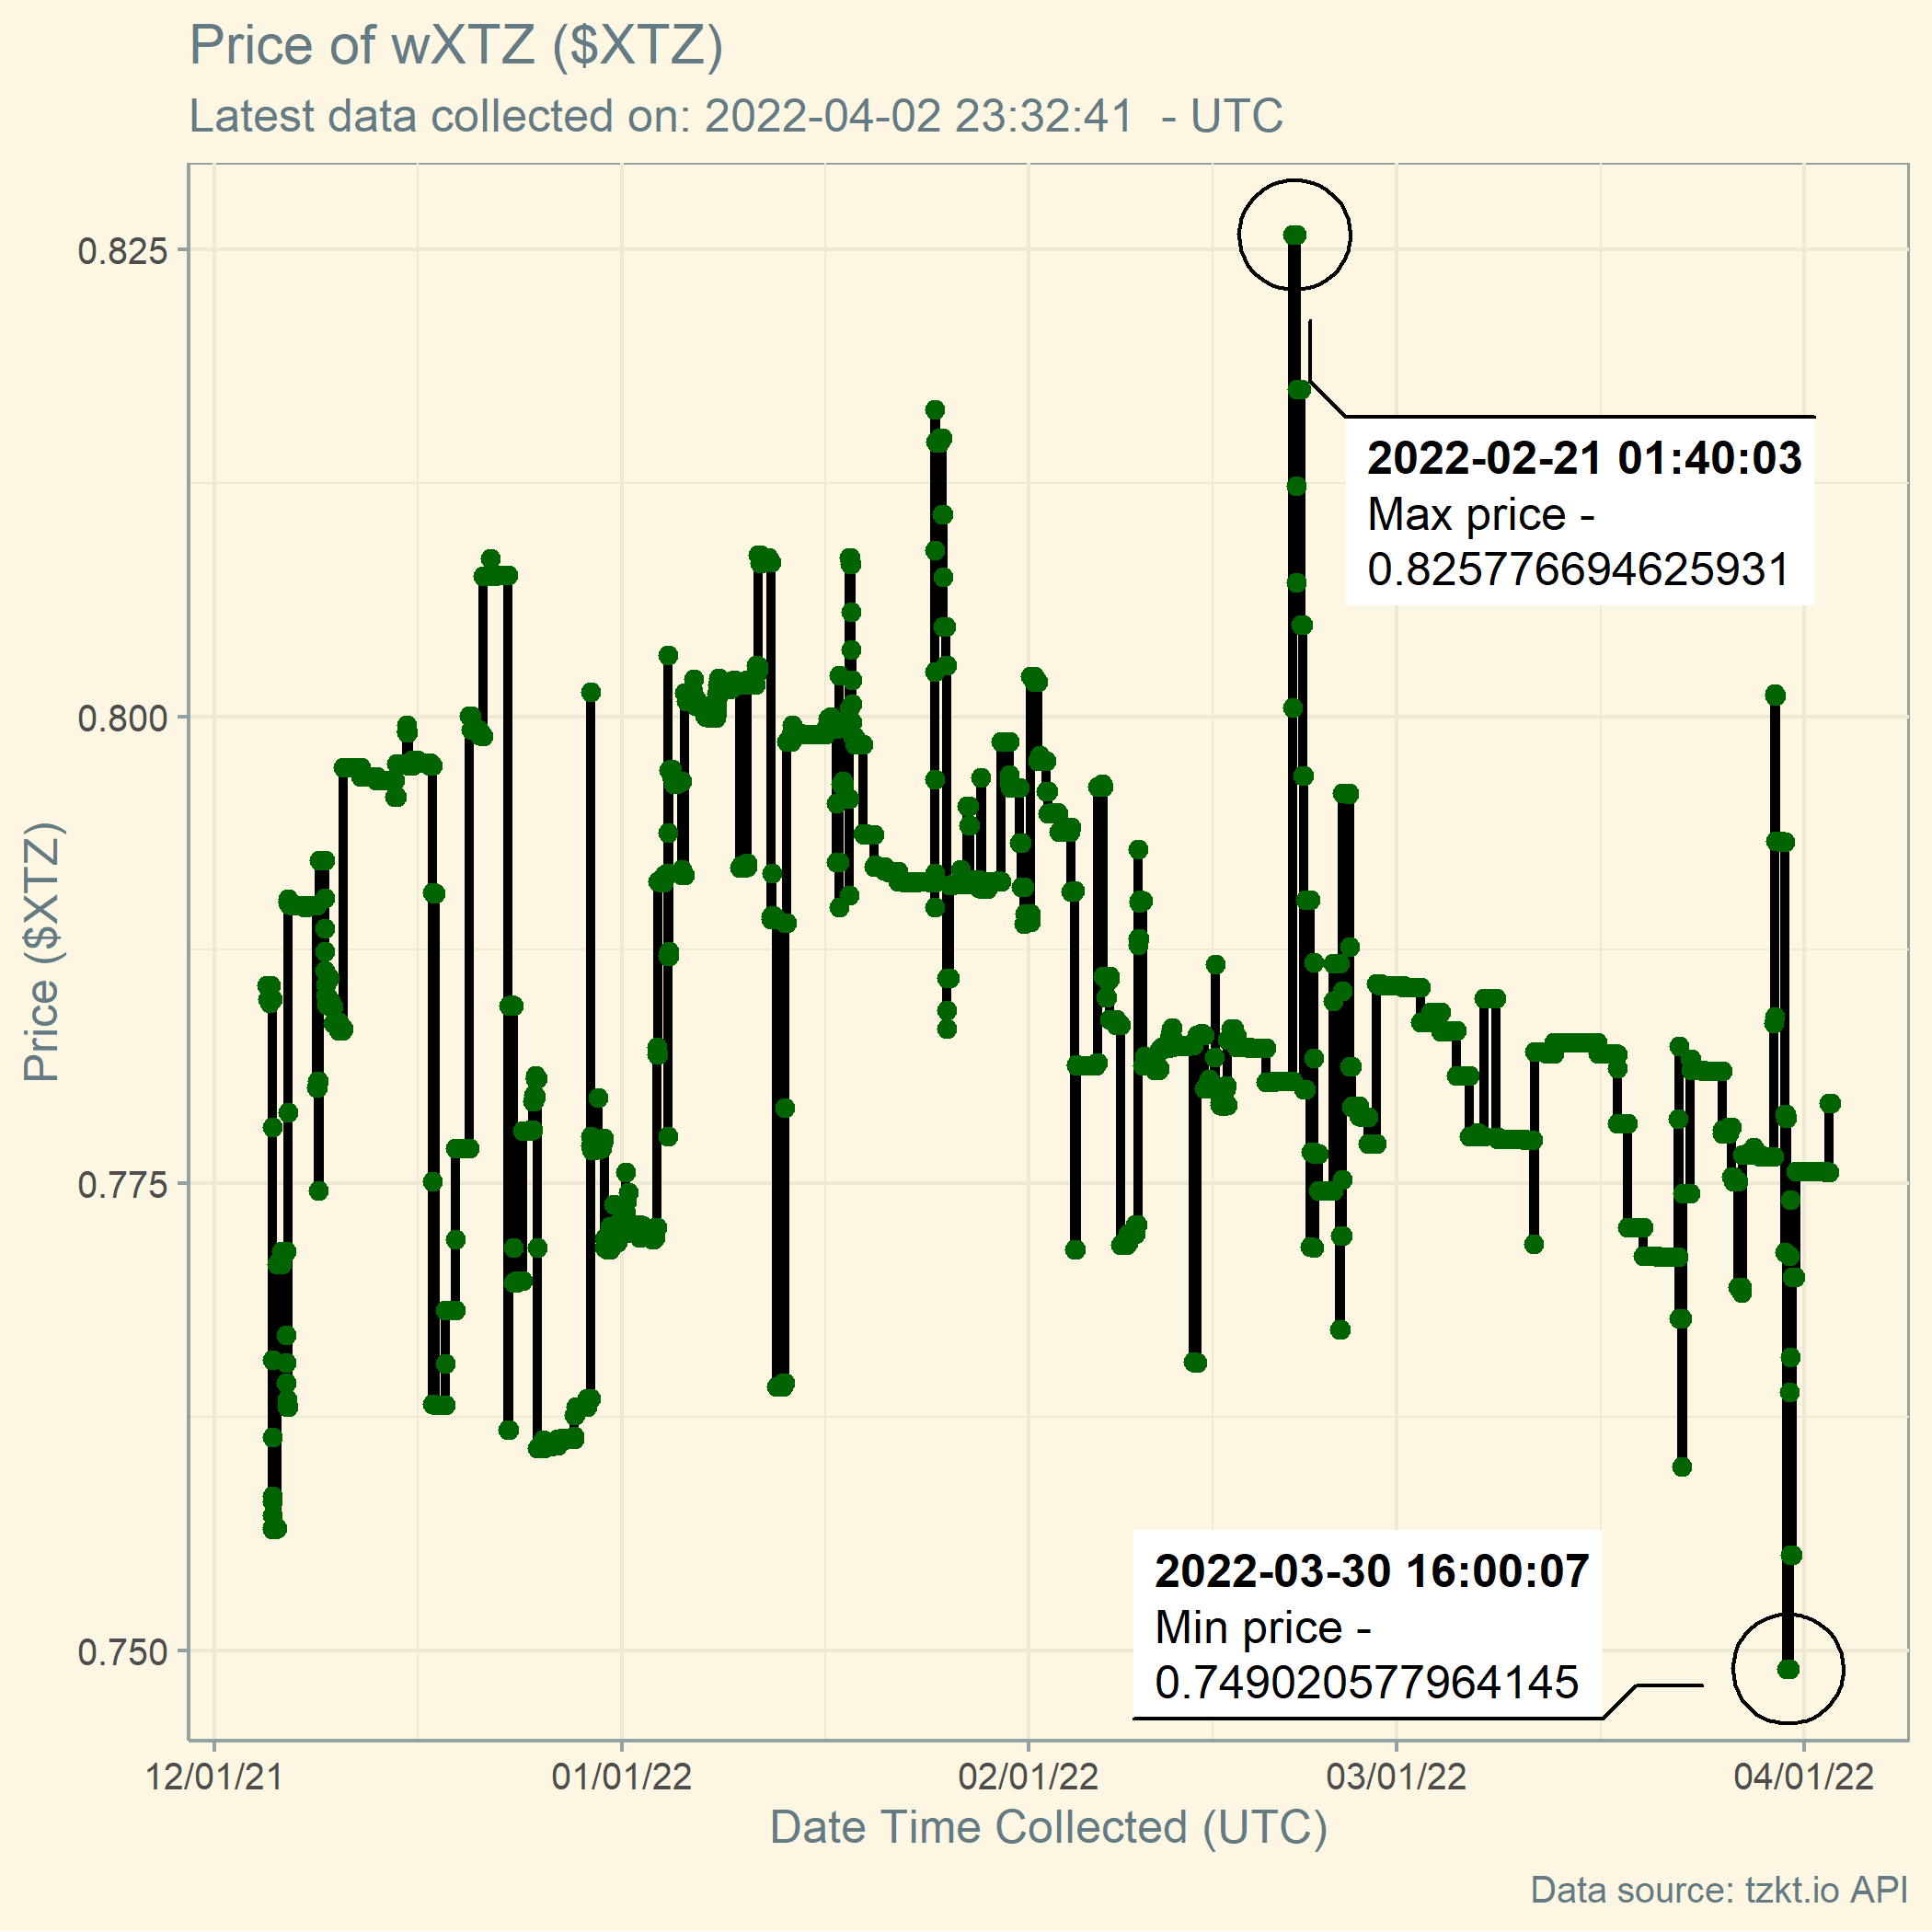 Price of wXTZ ($XTZ)
Latest data collected on: 2022-04-02 23:32:41  - UTC
0.825
0.800
0.775
0.750
Price ($XTZ)
2022-02-21 01:40:03
Max price -
0.825776694625931
2022-03-30 16:00:07
Min price -
0.749020577964145
12/01/21
01/01/22
02/01/22
03/01/22
04/01/22
Date Time Collected (UTC)
Data source: tzkt.io API